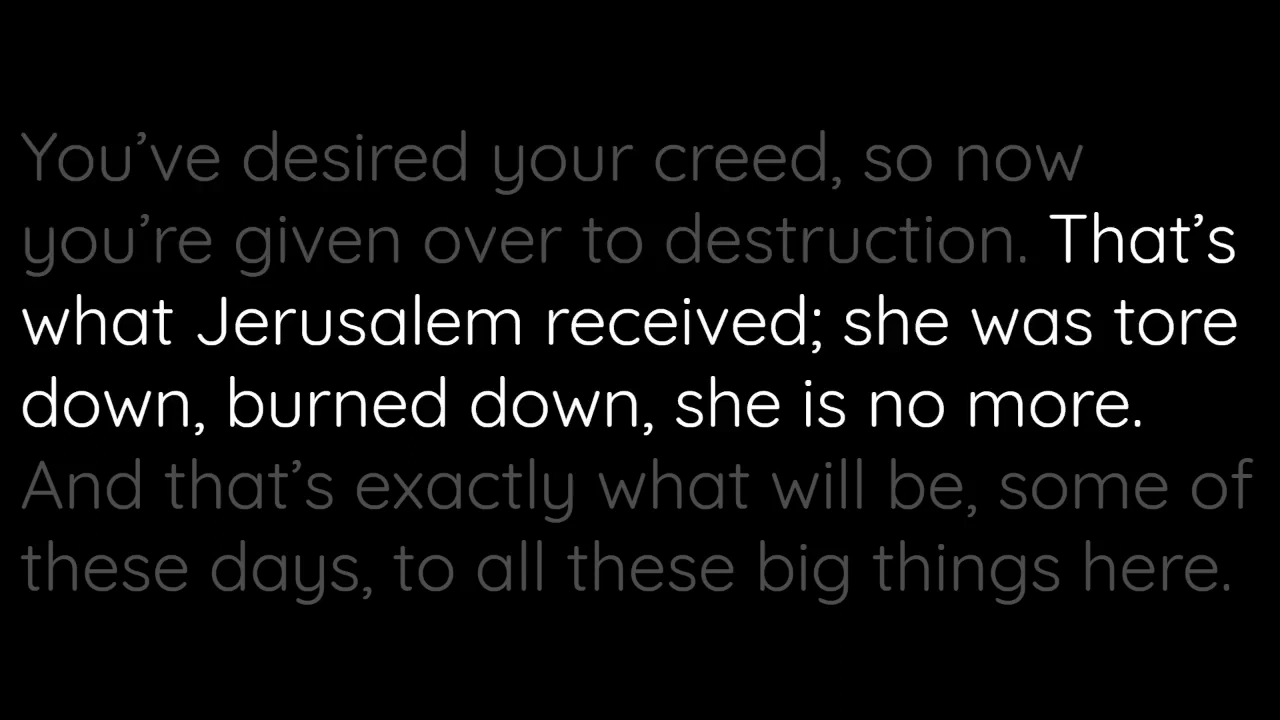 You’ve desired your creed, so now
you’re given over to destruction. That’s
what Jerusalem received; she was tore
down, burned down, she is no more.
And that’s exactly what will be, some of
these days, to all these big things here.